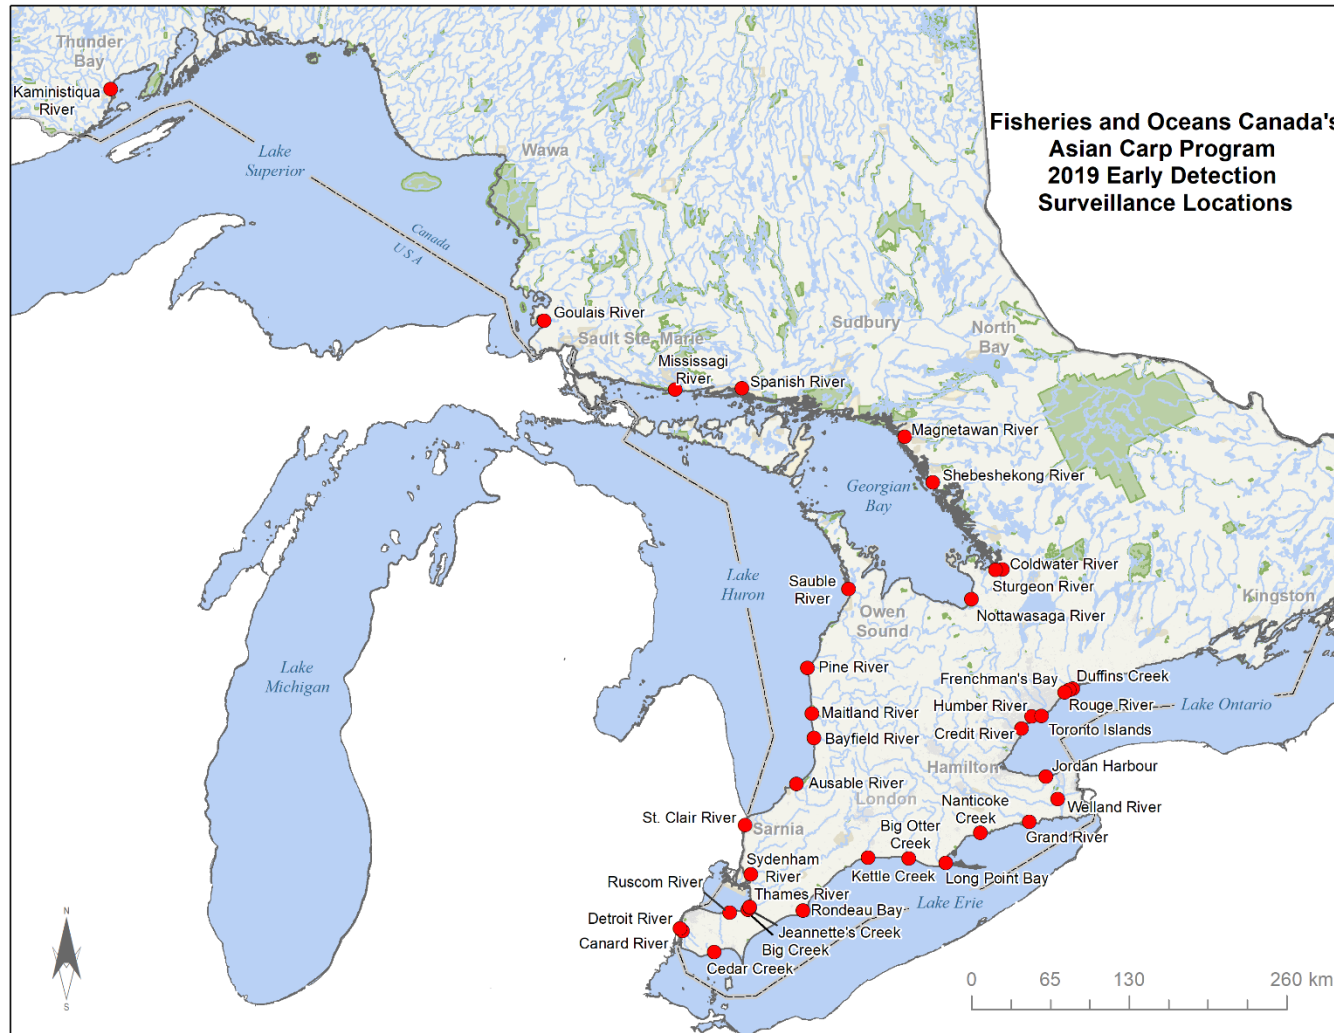 Thunder
Bay
Kaministiqua
River
Fisheries and Oceans Canada's
Asian Carp Program
2019 Early Detection
Surveillance Locations
Lake
Superior
Wawa
Canada
USA
Goulais River
Sault Ste. Marie
Sudbury
North
Bay
Mississagi
River
Spanish River
Magnetawan River
Shebeshekong River
Georgian
Bay
Coldwater River
Sturgeon River
Nottawasaga River
Kingston
Lake
Huron
Sauble
River
Owen
Sound
Lake
Michigan
Pine River
Maitland River
Bayfield River
Ausable River
Frenchman's Bay
Duffins Creek
Rouge River
Humber River
Toronto Islands
Credit River
Lake Ontario
Hamilton
Jordan Harbour
Welland River
Grand River
London
Nanticoke
Creek
Big Otter
Creek
Kettle Creek
Long Point Bay
St. Clair River
Sarnia
Sydenham
River
Ruscom River
Thames River
Rondeau Bay
Lake Erie
Detroit River
Canard River
Jeannette's Creek
Big Creek
Cedar Creek
N
S
0 65 130 260 km